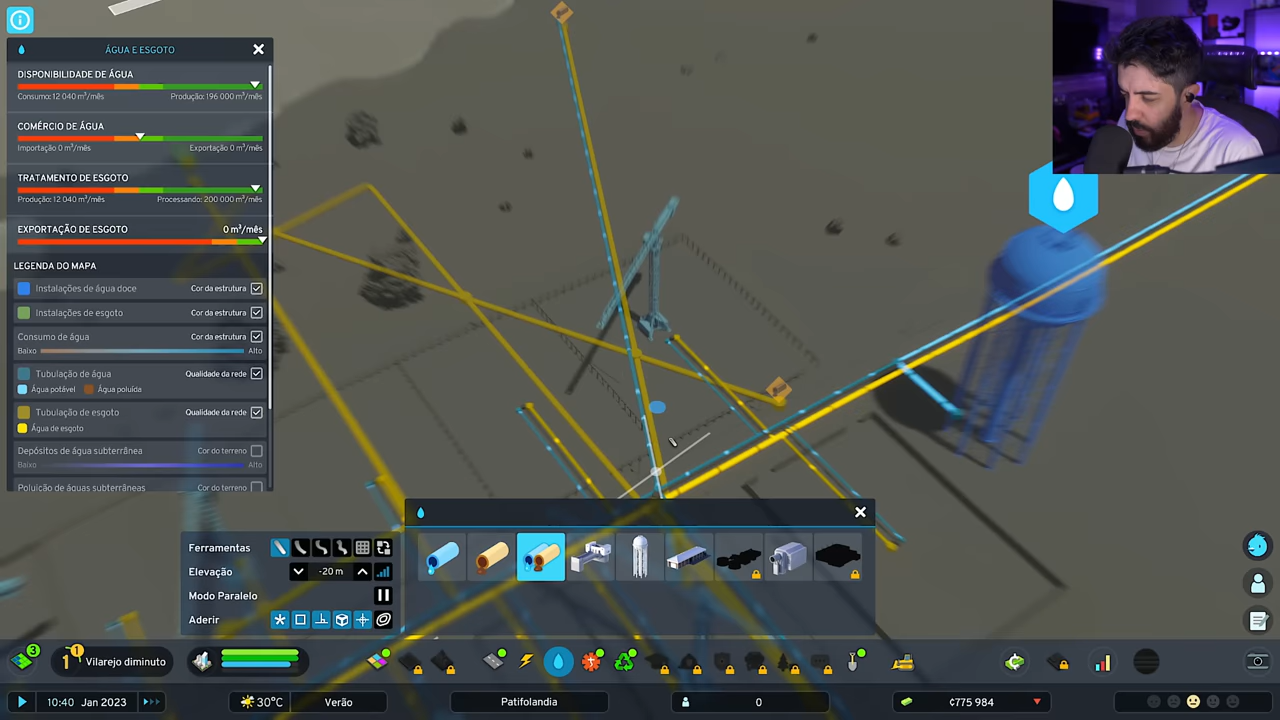 ÁGUA E ESGOTO
DISPONIBILIDADE DE ÁGUA
Consumo: 12 040 m³/mês Produção: 196 000 m³/mês
COMÉRCIO DE ÁGUA
Importação 0 m³/mês Exportação 0 m³/mês
TRATAMENTO DE ESGOTO
Produção: 12 040 m³/mês Processando: 200 000 m³/mês
EXPORTAÇÃO DE ESGOTO 0 m³/mês
LEGENDA DO MAPA
Instalações de água doce Cor da estrutura
Instalações de esgoto Cor da estrutura
Consumo de água Cor da estrutura
Baixo Alto
Tubulação de água Qualidade da rede
Água potável Água poluída
Tubulação de esgoto Qualidade da rede
Água de esgoto
Depósitos de água subterrânea Cor do terreno
Baixo Alto
Poluição de águas subterrâneas Cor do terreno
Ferramentas
Elevação -20 m
Modo Paralelo
Aderir
3
1 1 Vilarejo diminuto
10:40 Jan 2023 30°C Verão Patifolandia 0 ¢775 984